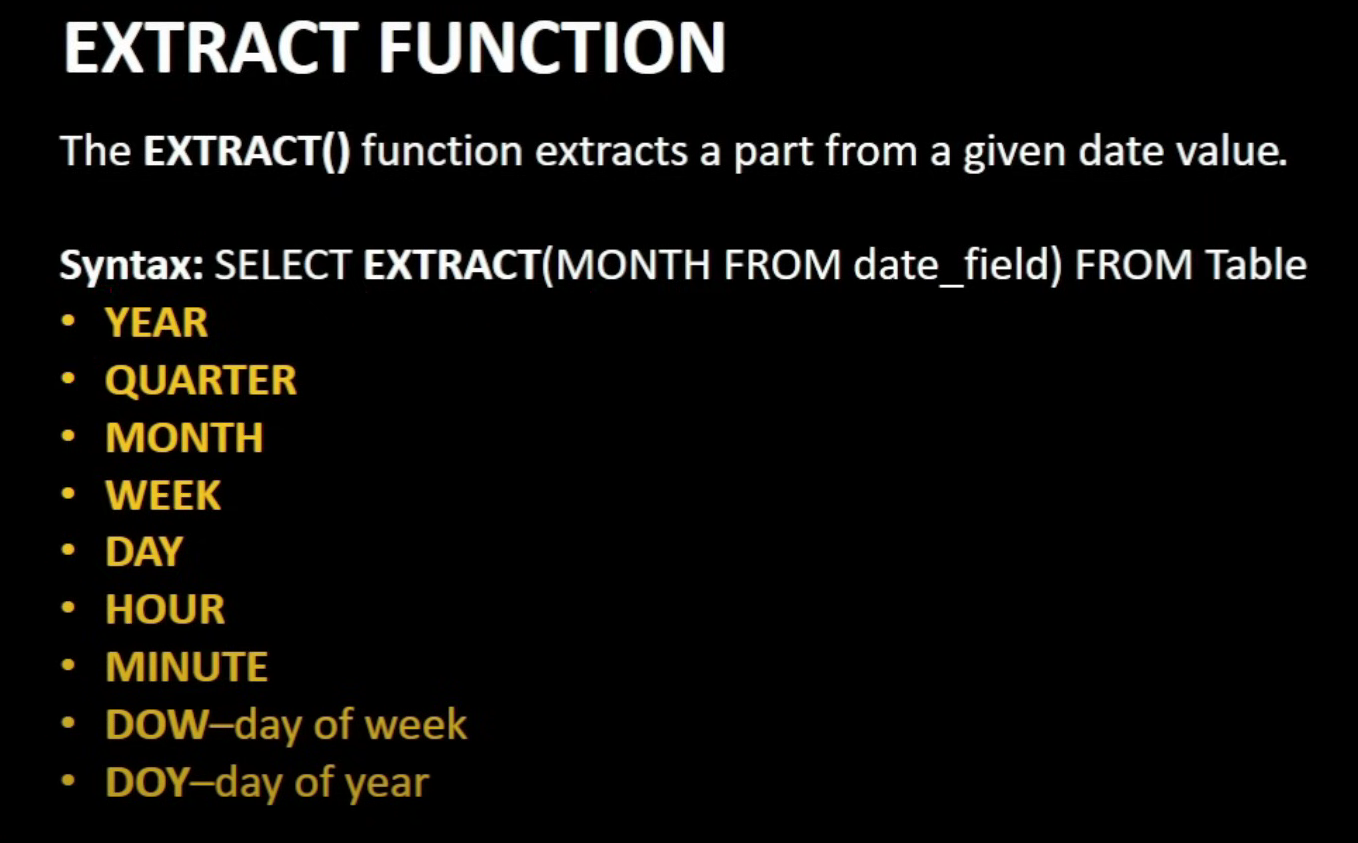 EXTRACT FUNCTION
The EXTRACT() function extracts a part from a given date value.
Syntax: SELECT EXTRACT(MONTH FROM date_field) FROM Table
• YEAR
• QUARTER
• MONTH
• WEEK
• DAY
• HOUR
• MINUTE
• DOW–day of week
• DOY–day of year